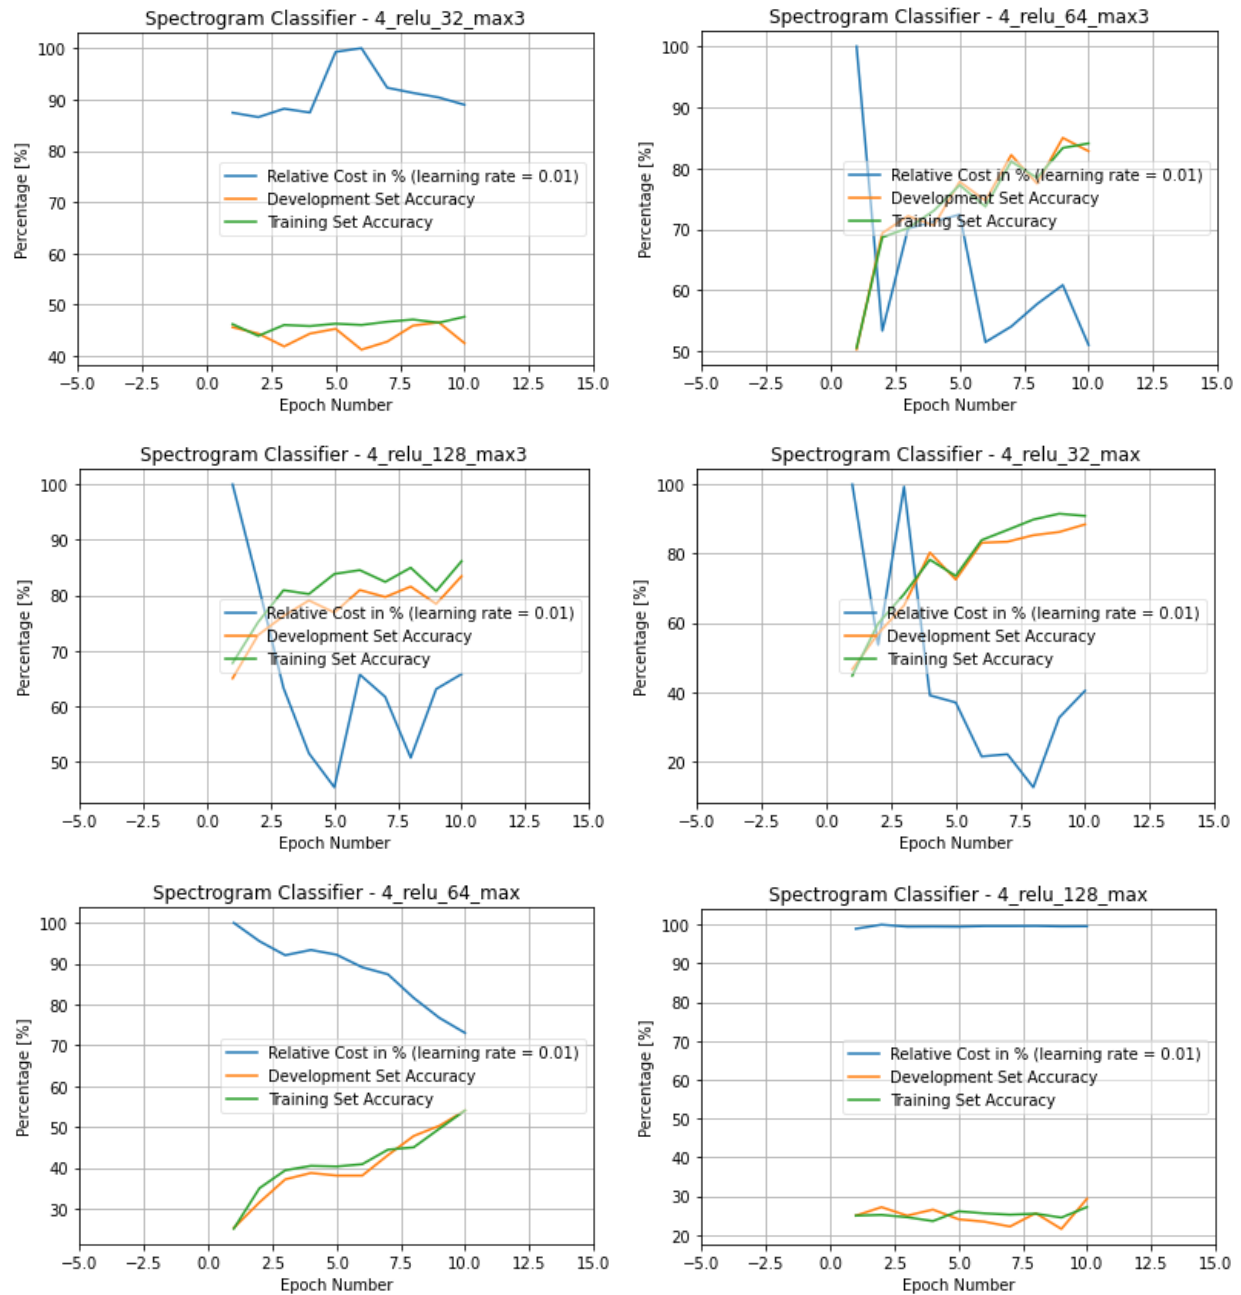 Spectrogram Classifier - 4_relu_32_max3
100
90
80
70
60
50
40
Percentage [%]
Relative Cost in % (learning rate = 0.01)
Development Set Accuracy
Training Set Accuracy
−5.0 −2.5 0.0 2.5 5.0 7.5 10.0 12.5 15.0
Epoch Number
Spectrogram Classifier - 4_relu_64_max3
100
90
80
70
60
50
Percentage [%]
Relative Cost in % (learning rate = 0.01)
Development Set Accuracy
Training Set Accuracy
−5.0 −2.5 0.0 2.5 5.0 7.5 10.0 12.5 15.0
Epoch Number
Spectrogram Classifier - 4_relu_128_max3
100
90
80
70
60
50
Percentage [%]
Relative Cost in % (learning rate = 0.01)
Development Set Accuracy
Training Set Accuracy
−5.0 −2.5 0.0 2.5 5.0 7.5 10.0 12.5 15.0
Epoch Number
Spectrogram Classifier - 4_relu_32_max
100
80
60
40
20
Percentage [%]
Relative Cost in % (learning rate = 0.01)
Development Set Accuracy
Training Set Accuracy
−5.0 −2.5 0.0 2.5 5.0 7.5 10.0 12.5 15.0
Epoch Number
Spectrogram Classifier - 4_relu_64_max
100
90
80
70
60
50
40
30
Percentage [%]
Relative Cost in % (learning rate = 0.01)
Development Set Accuracy
Training Set Accuracy
−5.0 −2.5 0.0 2.5 5.0 7.5 10.0 12.5 15.0
Epoch Number
Spectrogram Classifier - 4_relu_128_max
100
90
80
70
60
50
40
30
20
Percentage [%]
Relative Cost in % (learning rate = 0.01)
Development Set Accuracy
Training Set Accuracy
−5.0 −2.5 0.0 2.5 5.0 7.5 10.0 12.5 15.0
Epoch Number